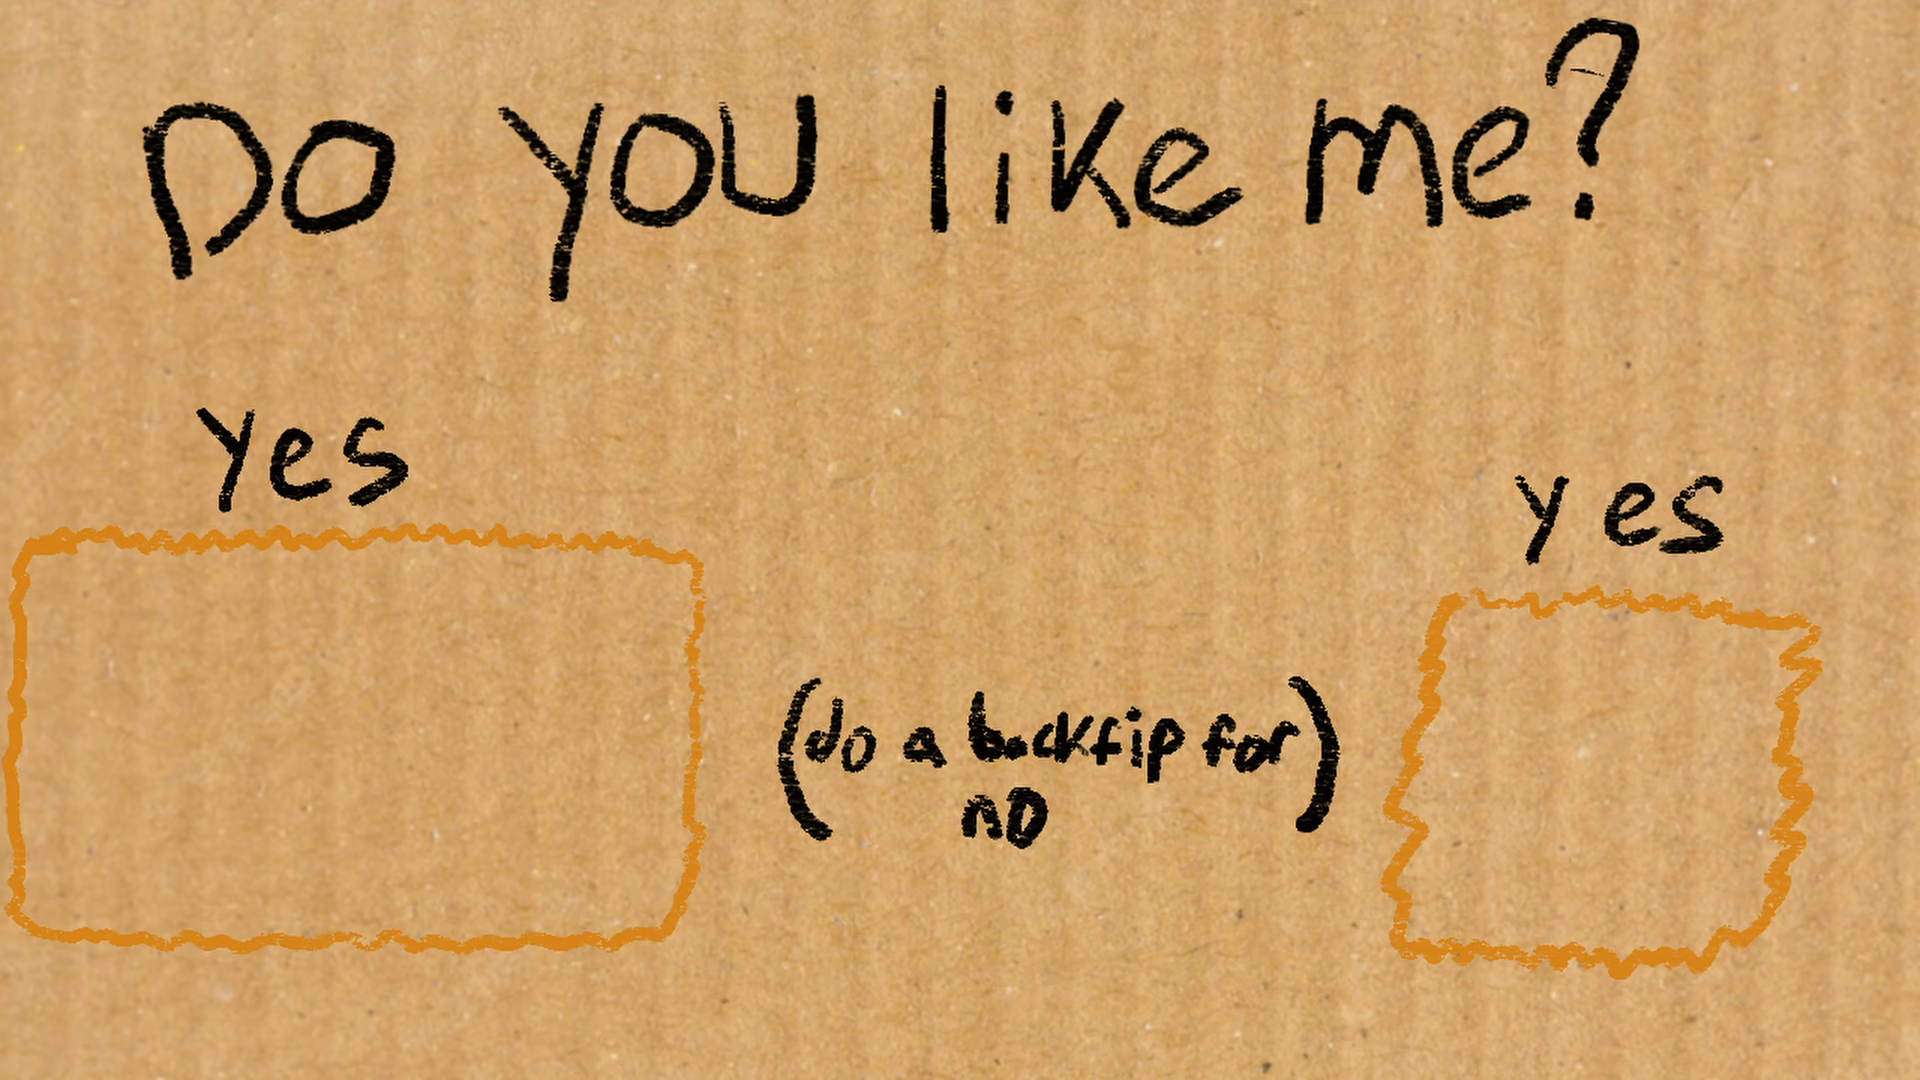 Do you like me?
yes
yes
(do a backfip for)
no